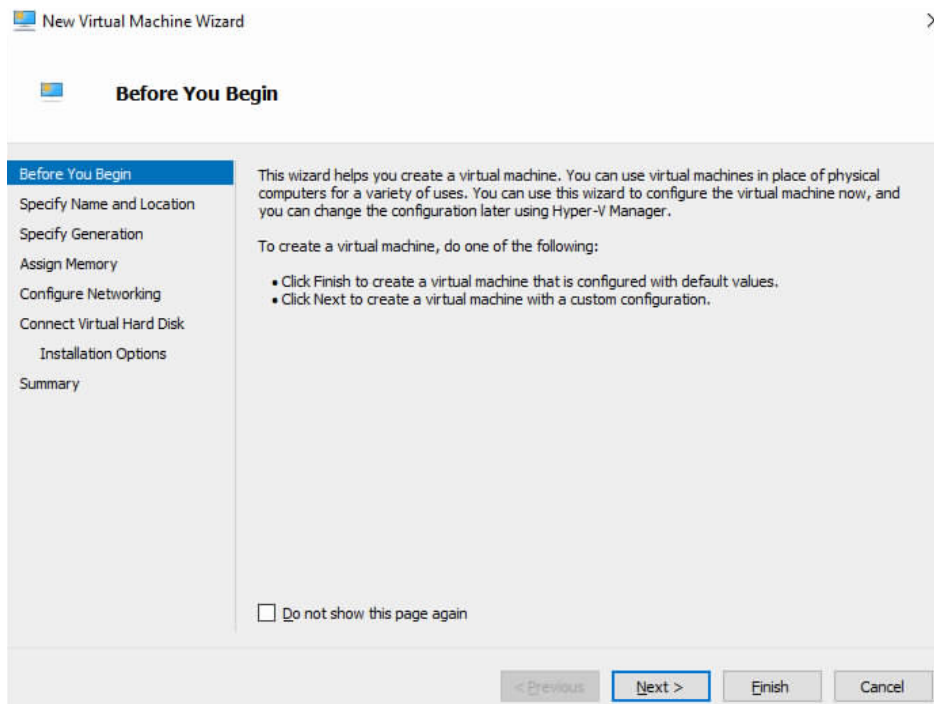 New Virtual Machine Wizard
Before You Begin
Before You Begin
Specify Name and Location
Specify Generation
Assign Memory
Configure Networking
Connect Virtual Hard Disk
Installation Options
Summary
This wizard helps you create a virtual machine. You can use virtual machines in place of physical
computers for a variety of uses. You can use this wizard to configure the virtual machine now, and
you can change the configuration later using Hyper-V Manager.
To create a virtual machine, do one of the following:
• Click Finish to create a virtual machine that is configured with default values.
• Click Next to create a virtual machine with a custom configuration.
Do not show this page again
< Previous Next > Finish Cancel